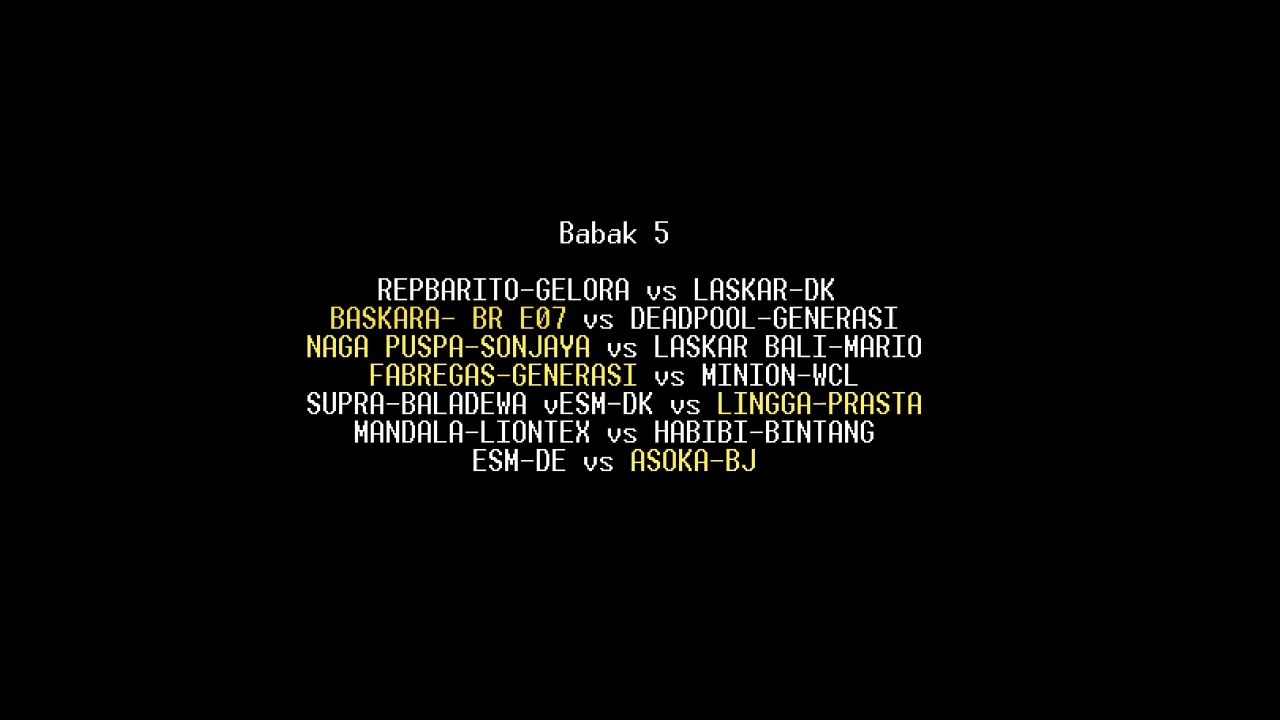 Babak 5
REPBARITO-GELORA vs LASKAR-DK
BASKARA- BR E07 vs DEADPOOL-GENERASI
NAGA PUSPA-SONJAYA vs LASKAR BALI-MARIO
FABREGAS-GENERASI vs MINION-WCL
SUPRA-BALADEWA vESM-DK vs LINGGA-PRASTA
MANDALA-LIONTEX vs HABIBI-BINTANG
ESM-DE vs ASOKA-BJ